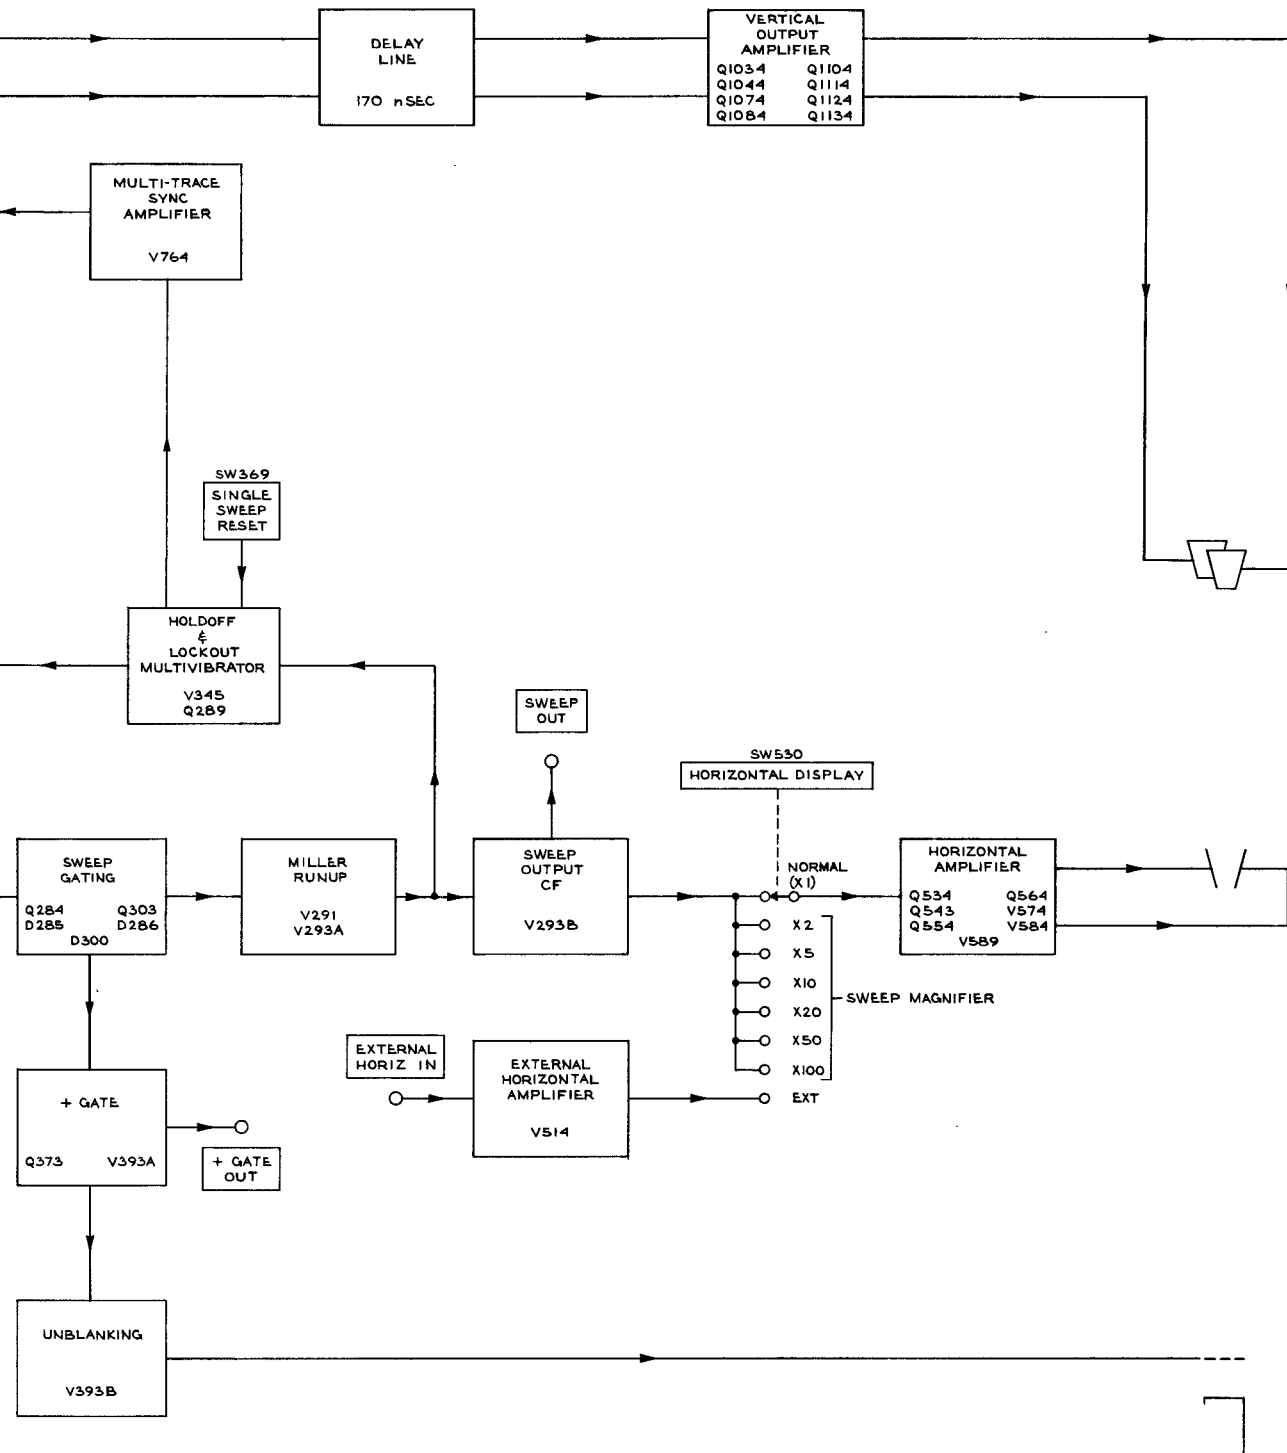 DELAY
LINE
170 nSEC
VERTICAL
OUTPUT
AMPLIFIER
Q1034 Q1104
Q1044 Q1114
Q1074 Q1124
Q1084 Q1134
MULTI-TRACE
SYNC
AMPLIFIER
V764
SW369
SINGLE
SWEEP
RESET
HOLDOFF
&
LOCKOUT
MULTIVIBRATOR
V345
Q289
SWEEP
OUT
SW530
HORIZONTAL DISPLAY
SWEEP
GATING
Q284 Q303
D285 D286
D300
MILLER
RUNUP
V291
V293A
SWEEP
OUTPUT
CF
V293B
NORMAL
(X1)
X2
X5
X10
X20
X50
X100
EXT
SWEEP MAGNIFIER
HORIZONTAL
AMPLIFIER
Q534 Q564
Q543 V574
Q554 V584
V589
EXTERNAL
HORIZ IN
EXTERNAL
HORIZONTAL
AMPLIFIER
V514
+ GATE
Q373 V393A
+ GATE
OUT
UNBLANKING
V393B